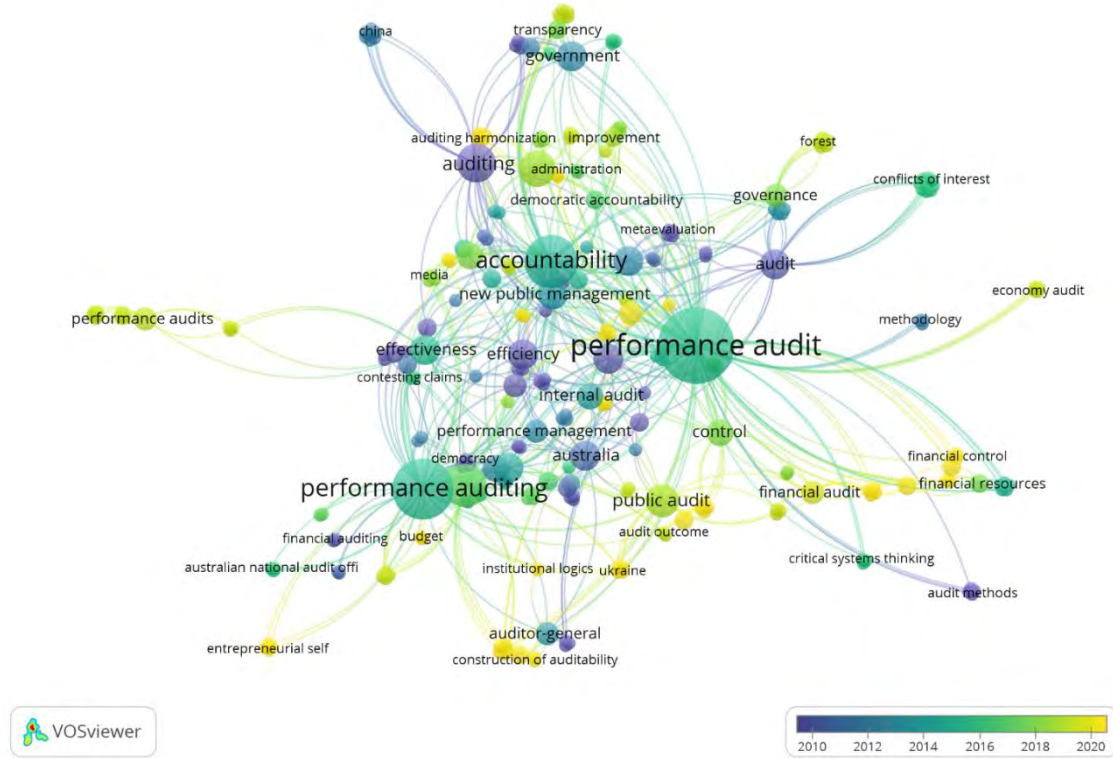 china
transparency
government
auditing harmonization
improvement
forest
auditing
administration
conflicts of interest
democratic accountability
governance
metaevaluation
accountability
audit
media
new public management
economy audit
performance audits
methodology
effectiveness
efficiency
performance audit
contesting claims
internal audit
performance management
control
democracy
australia
financial control
performance auditing
public audit
financial audit
financial resources
audit outcome
financial auditing
budget
critical systems thinking
australian national audit offi
institutional logics
ukraine
audit methods
auditor-general
entrepreneurial self
construction of auditability
VOSviewer
2010 2012 2014 2016 2018 2020